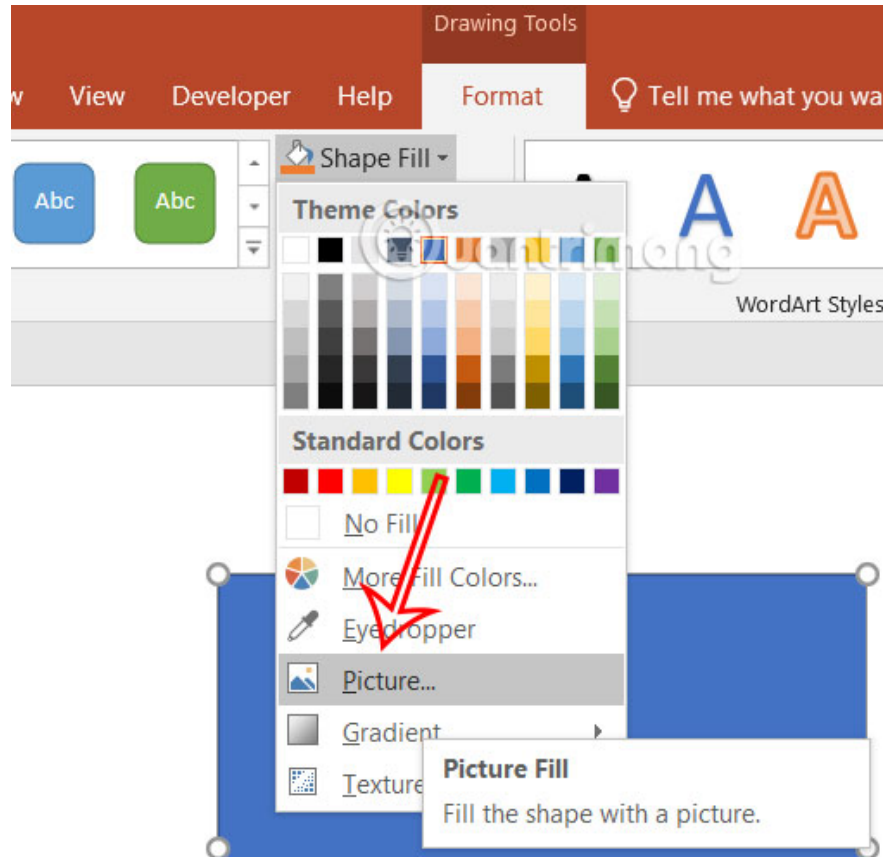 Drawing Tools
View Developer Help Format Tell me what you wa
Shape Fill
Abc Abc
Theme Colors
uantrimang
WordArt Styles
Standard Colors
No Fill
More Fill Colors...
Eyedropper
Picture...
Gradient
Texture
Picture Fill
Fill the shape with a picture.